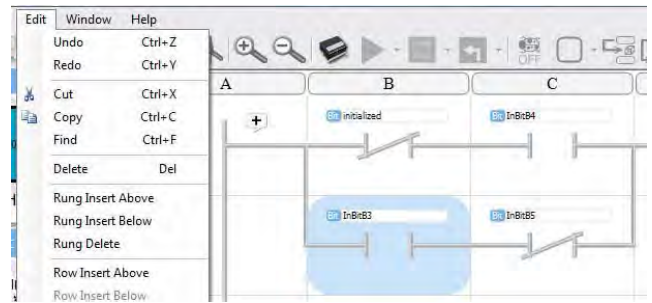 Edit Window Help
Undo Ctrl+Z
Redo Ctrl+Y
Cut Ctrl+X
Copy Ctrl+C
Find Ctrl+F
Delete Del
Rung Insert Above
Rung Insert Below
Rung Delete
Row Insert Above
Row Insert Below
OFF
A B C
+
Bit initialized Bit InBitB4
Bit InBitB3 Bit InBitB5